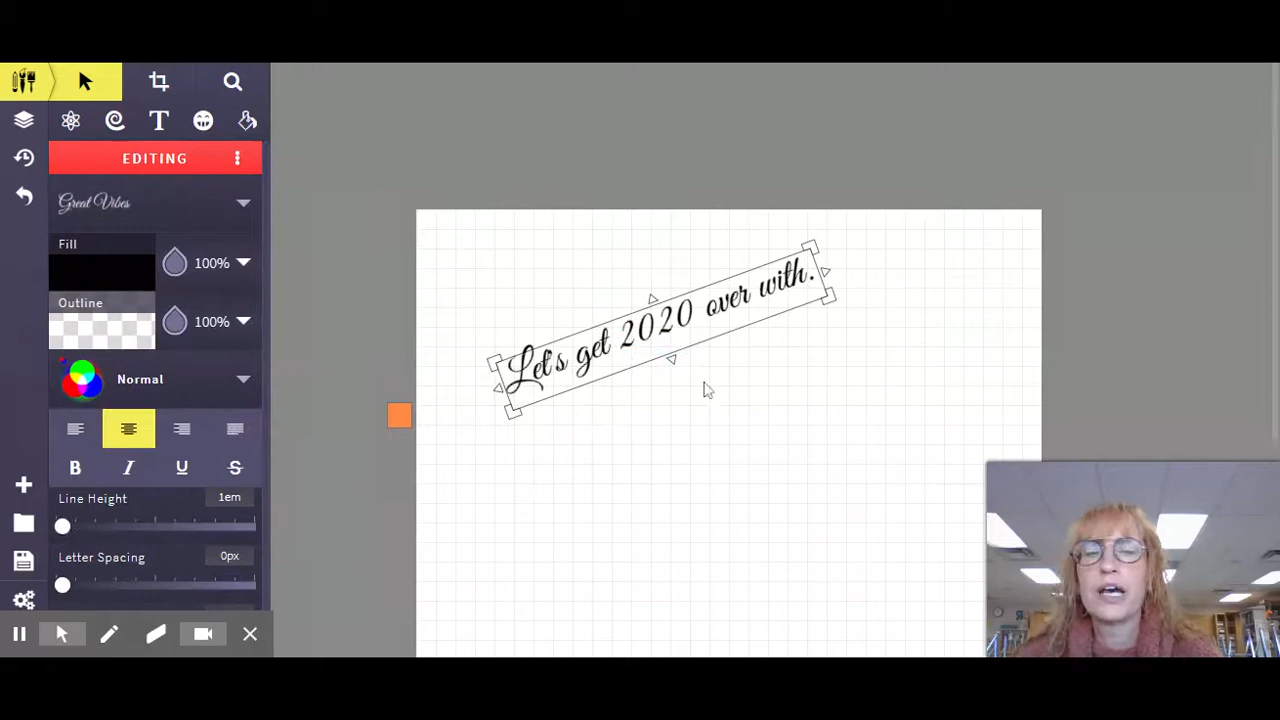 T
EDITING
Great Vibes
Fill
100%
Outline
100%
Normal
B I U S
Line Height 1em
Letter Spacing 0px
Let's get 2020 over with.